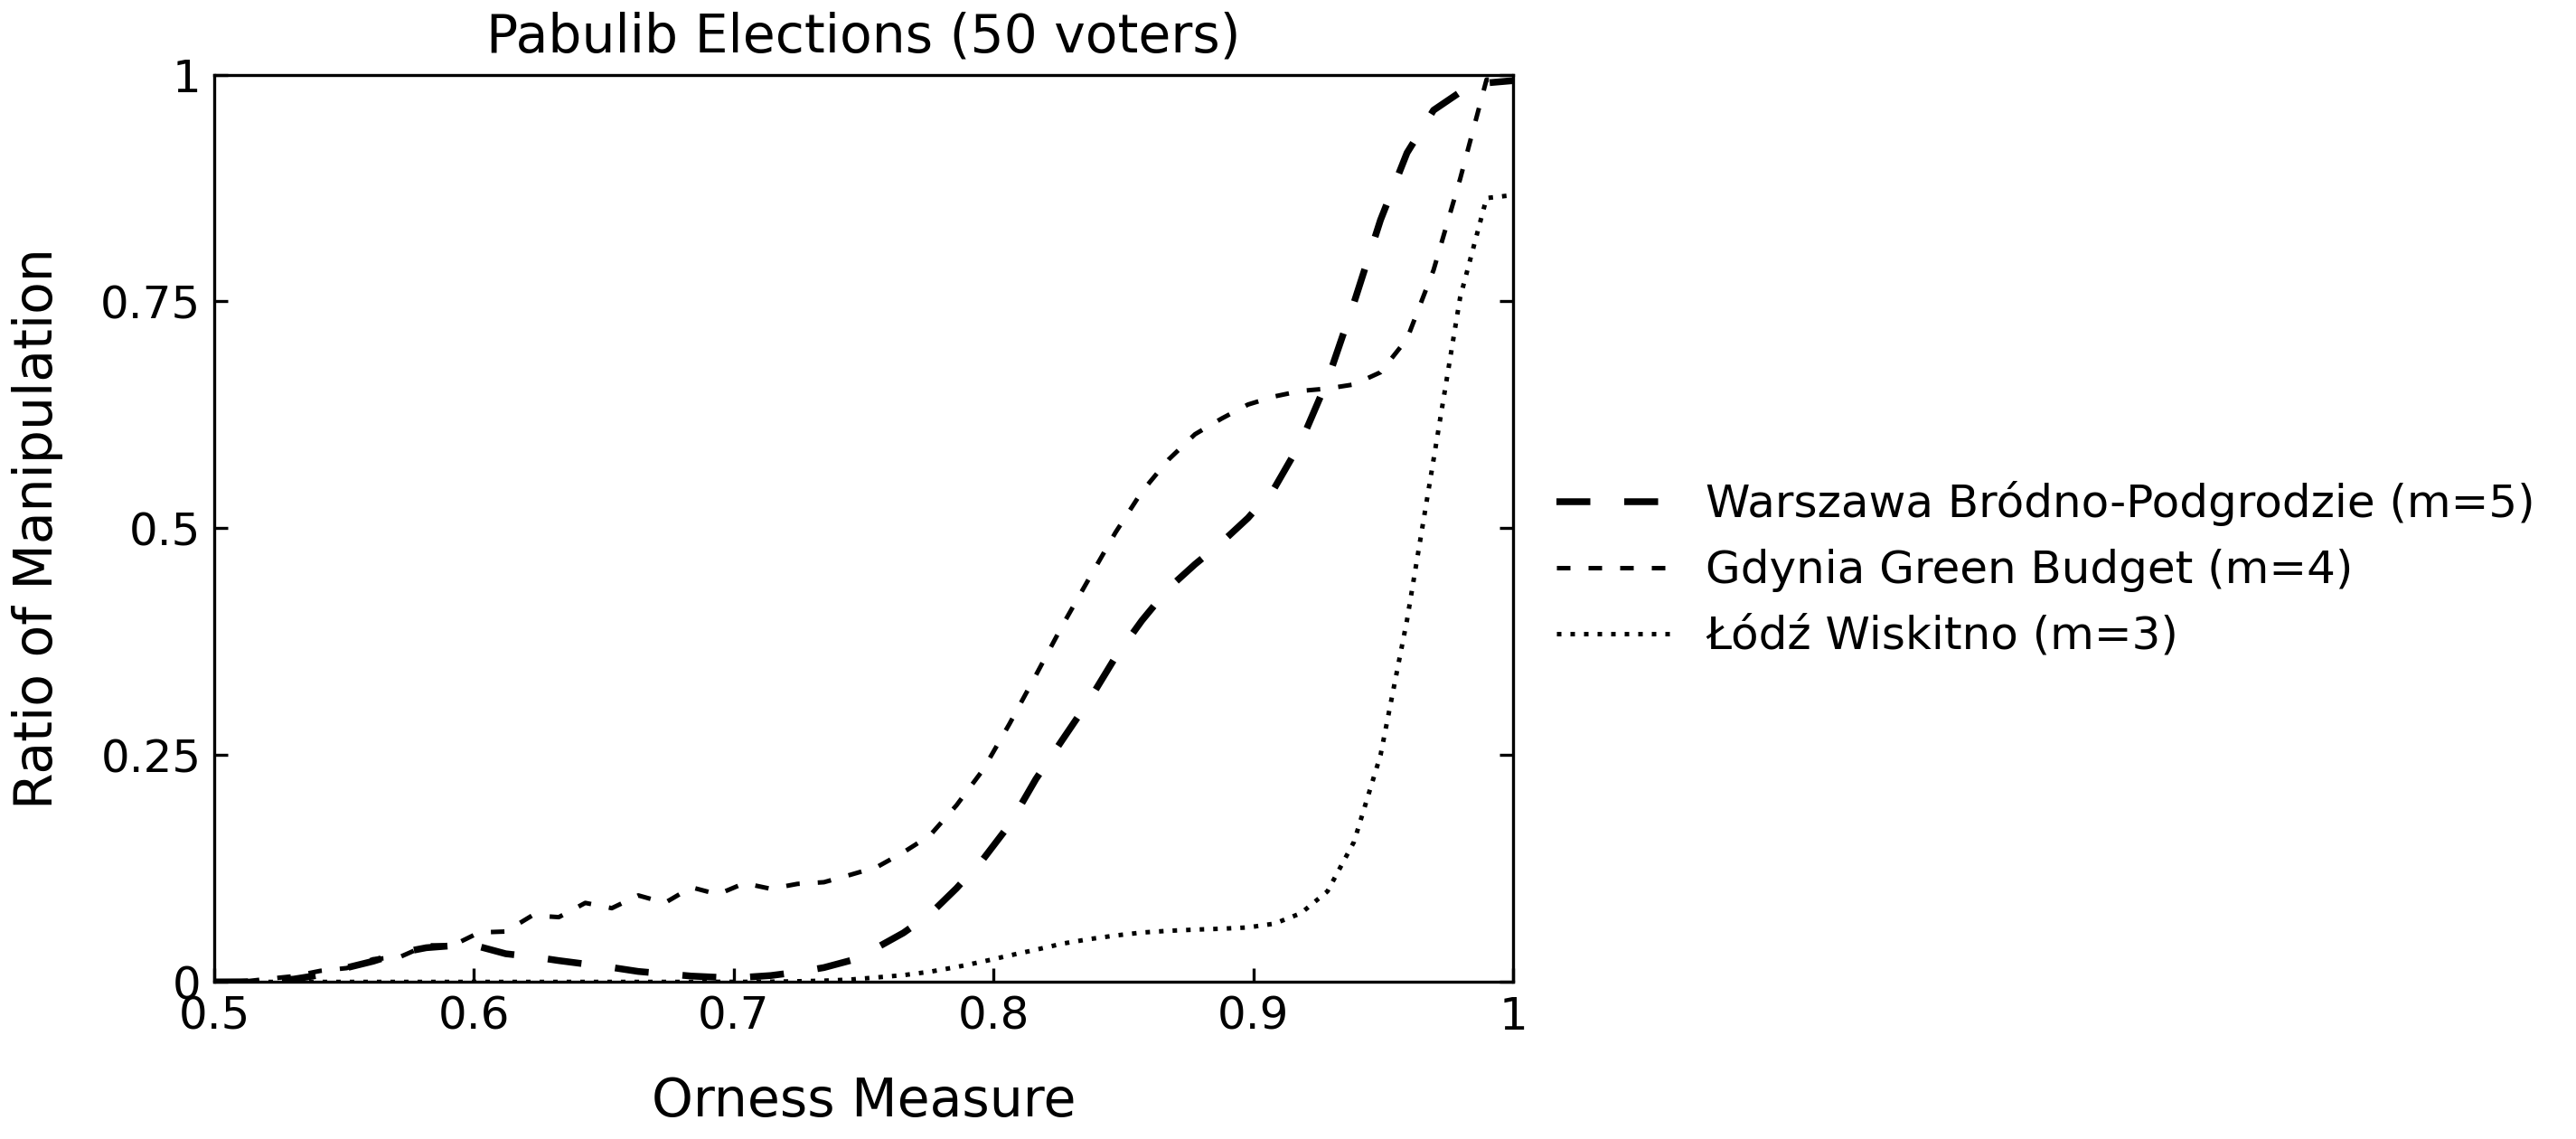 Pabulib Elections (50 voters)
Ratio of Manipulation
1
0.75
0.5
0.25
0
0.5 0.6 0.7 0.8 0.9 1
Orness Measure
Warszawa Bródno-Podgrodzie (m=5)
Gdynia Green Budget (m=4)
Łódź Wiskitno (m=3)